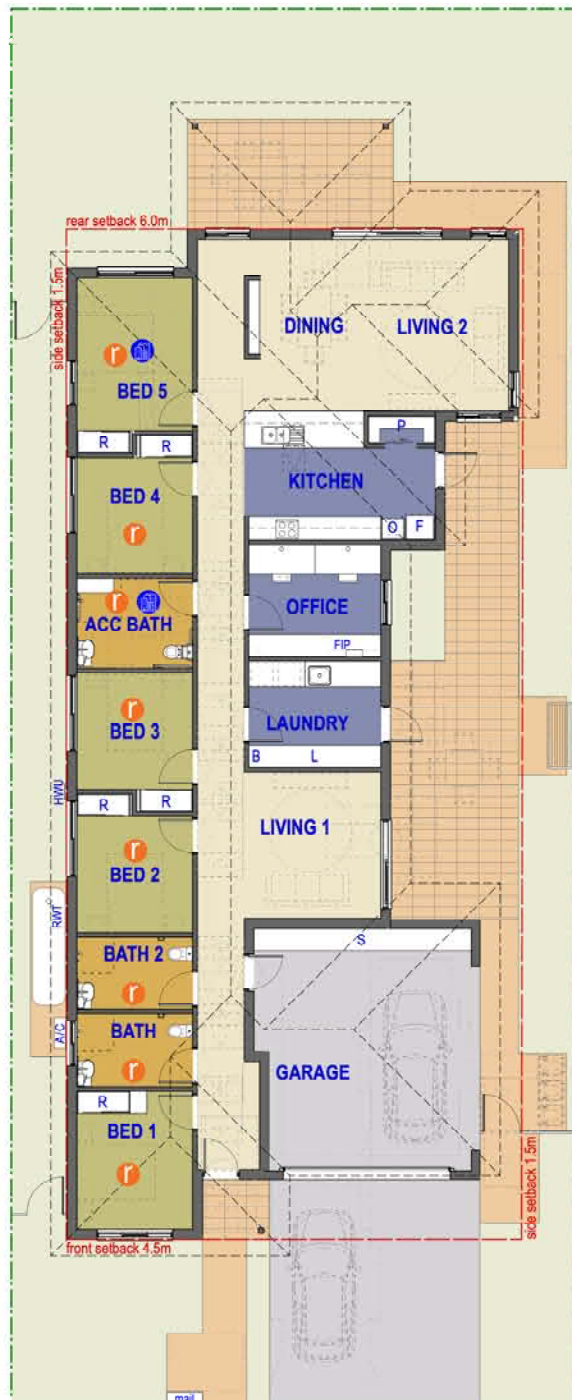 rear setback 6.0m
side setback 1.5m
DINING
LIVING 2
r
BED 5
R
R
P
BED 4
r
KITCHEN
O
F
r
ACC BATH
OFFICE
FIP
r
BED 3
LAUNDRY
B
L
HWU
R
R
LIVING 1
r
BED 2
RWT
BATH 2
r
S
A/C
BATH
r
GARAGE
R
BED 1
r
side setback 1.5m
front setback 4.5m
mail